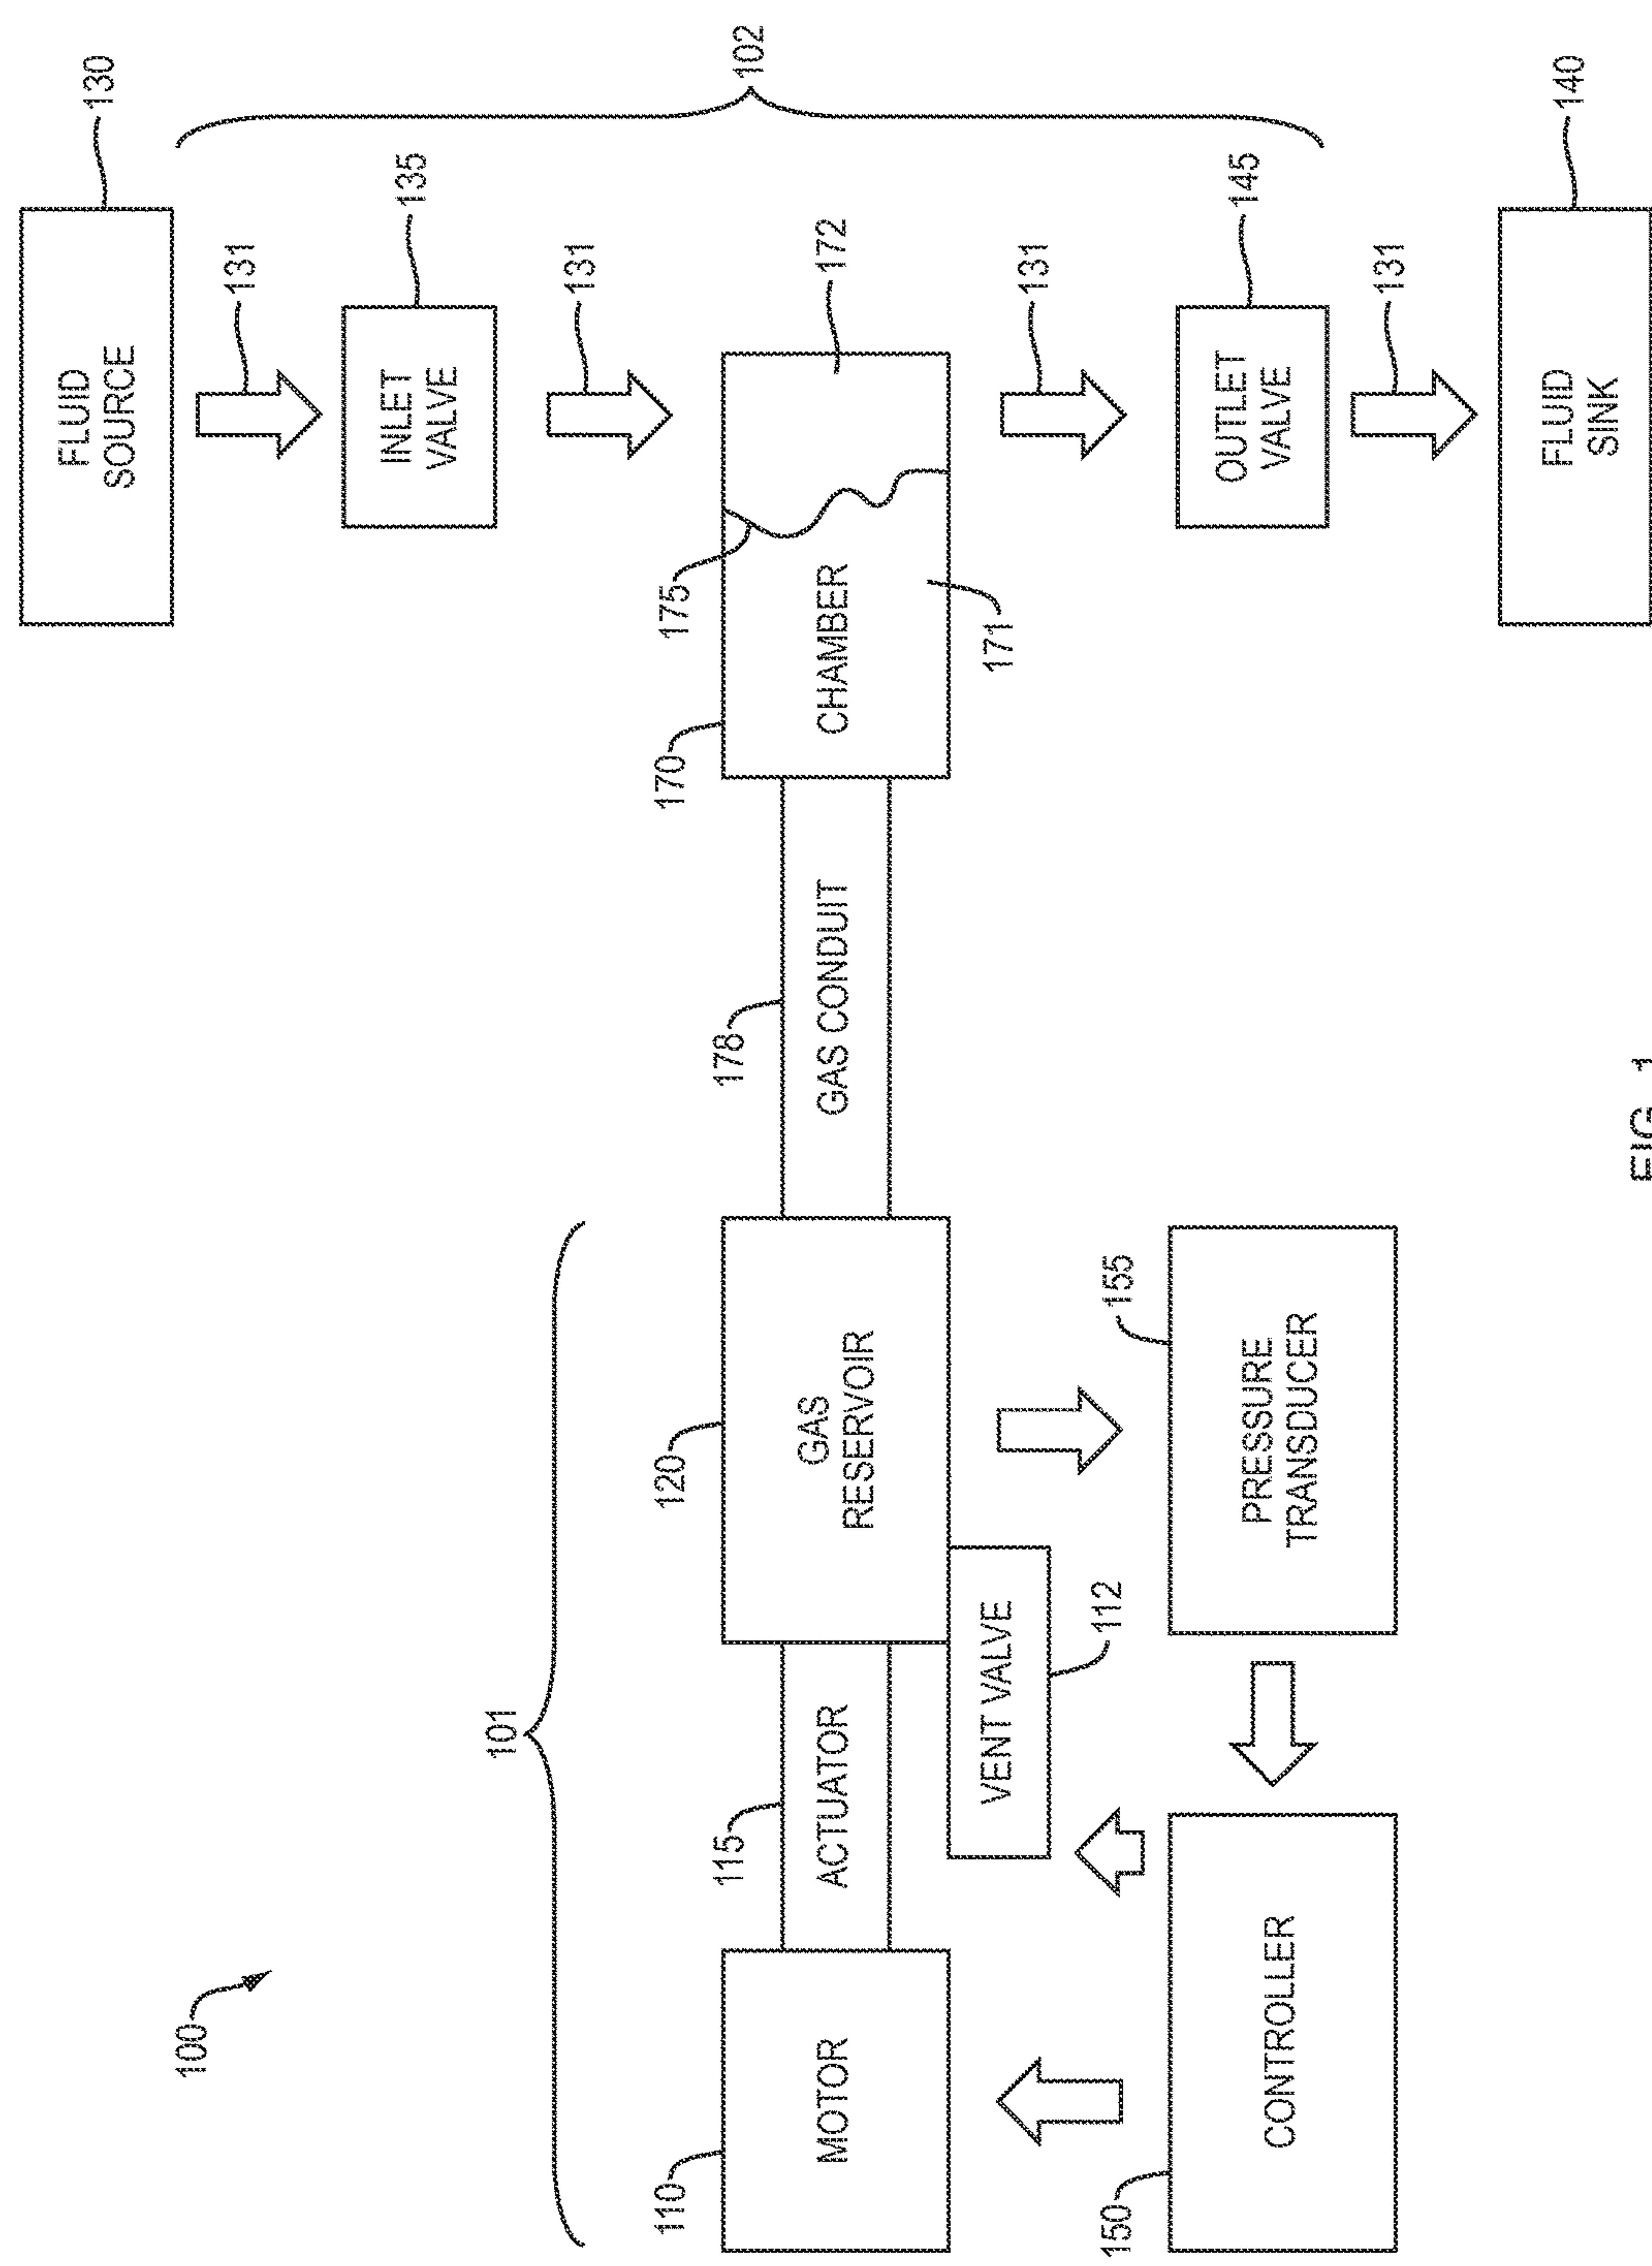 FLUID
SOURCE
130
100
131
INLET
VALVE
135
101
131
110
120
170
175
115
178
102
MOTOR
ACTUATOR
GAS
RESERVOIR
GAS CONDUIT
CHAMBER
172
VENT VALVE
171
131
150
112
155
OUTLET
VALVE
145
CONTROLLER
PRESSURE
TRANSDUCER
131
FLUID
SINK
140
FIG. 1